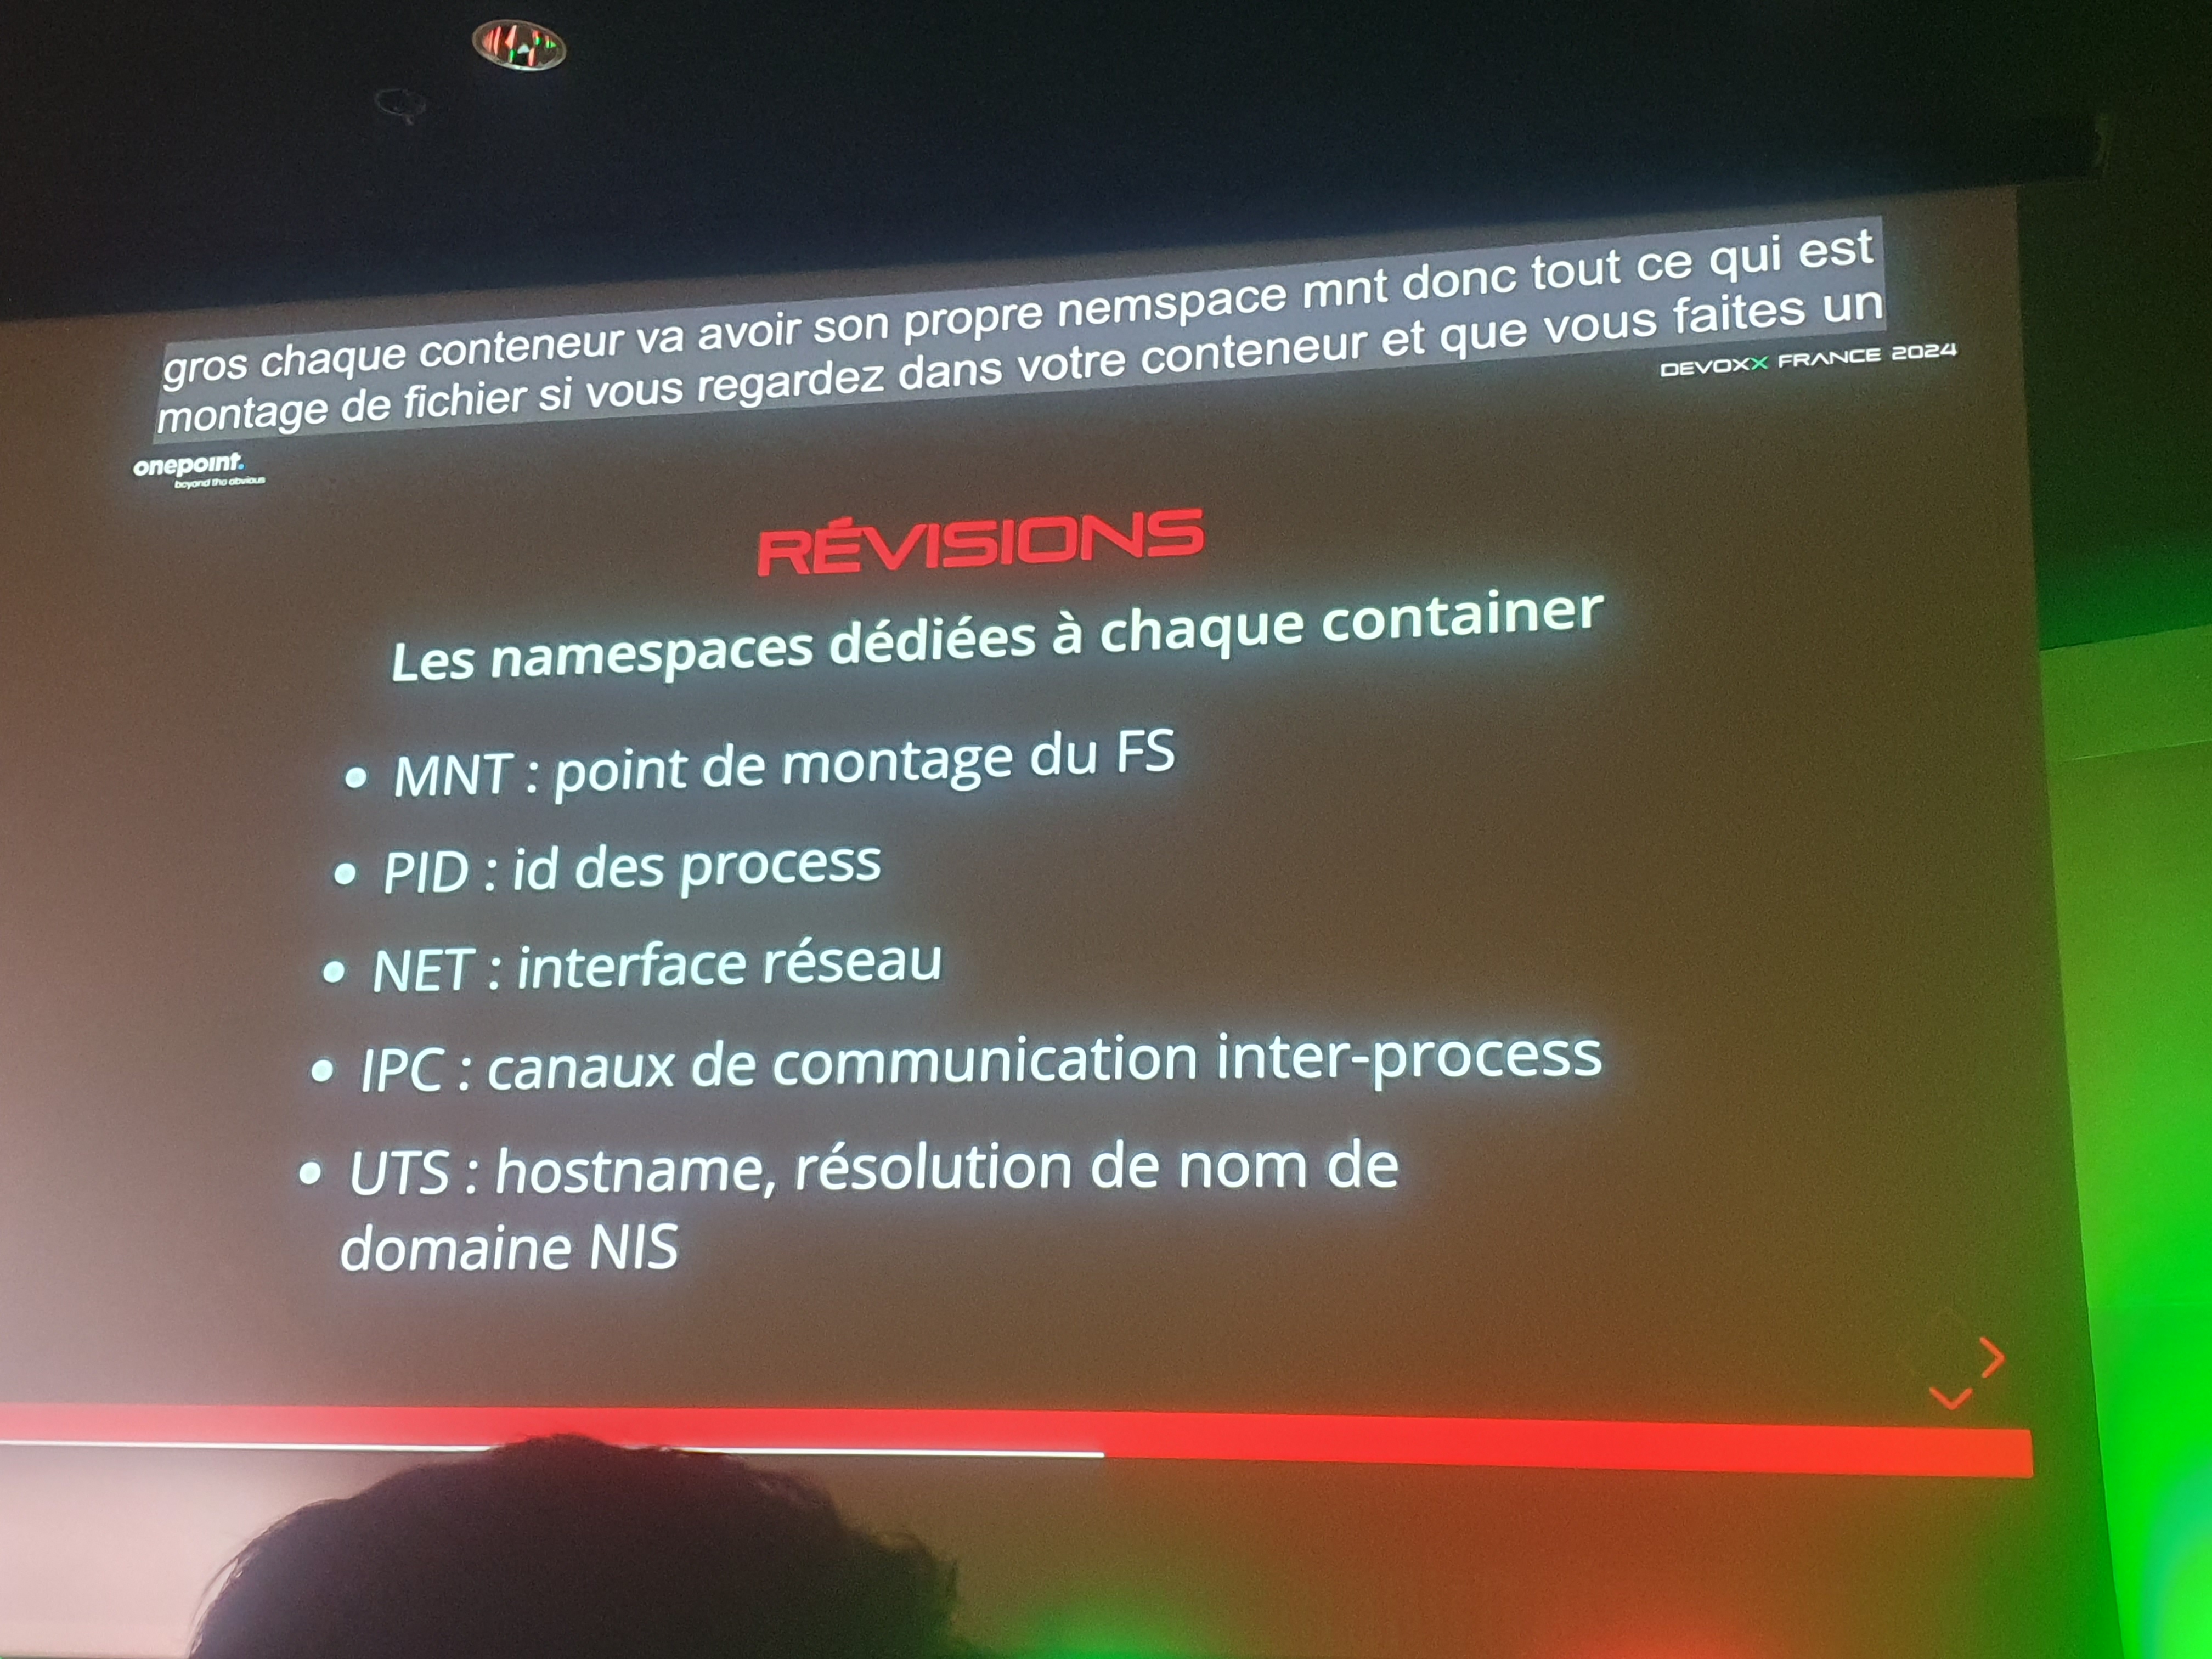 gros chaque conteneur va avoir son propre nemspace mnt donc tout ce qui est
montage de fichier si vous regardez dans votre conteneur et que vous faites un
DEVOXX FRANCE 2024
onepoint.
beyond the obvious
RÉVISIONS
Les namespaces dédiées à chaque container
• MNT : point de montage du FS
• PID : id des process
• NET : interface réseau
• IPC : canaux de communication inter-process
• UTS : hostname, résolution de nom de
domaine NIS